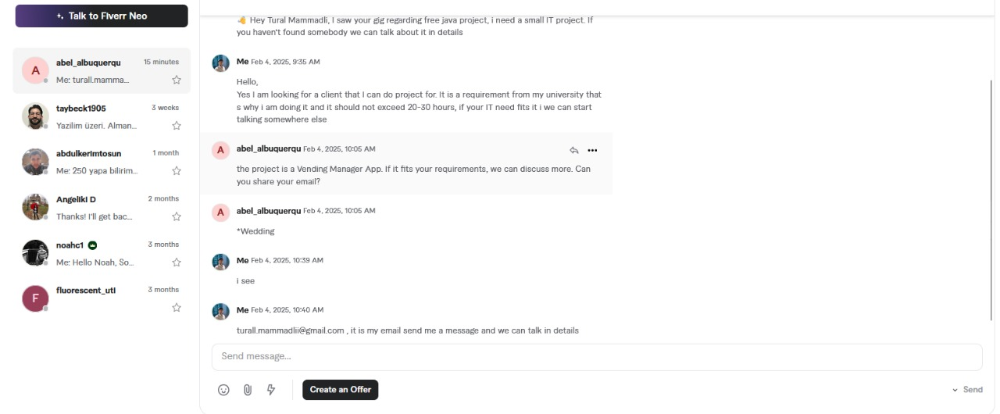 Talk to Fiverr Neo
A
abel_albuquerqu
15 minutes
Me: turall.mamma...
taybeck1905
3 weeks
Yazilim üzeri. Alman...
abdulkerimtosun
1 month
Me: 250 yapa bilirim...
Angeliki D
2 months
Thanks! I'll get bac...
noahc1
3 months
Me: Hello Noah, So...
F
fluorescent_uti
3 months
Hey Tural Mammadli, I saw your gig regarding free java project, i need a small IT project. If
you haven't found somebody we can talk about it in details
Me Feb 4, 2025, 9:35 AM
Hello,
Yes I am looking for a client that I can do project for. It is a requirement from my university that
s why i am doing it and it should not exceed 20-30 hours, if your IT need fits it i we can start
talking somewhere else
A
abel_albuquerqu Feb 4, 2025, 10:05 AM
the project is a Vending Manager App. If it fits your requirements, we can discuss more. Can
you share your email?
A
abel_albuquerqu Feb 4, 2025, 10:05 AM
*Wedding
Me Feb 4, 2025, 10:39 AM
i see
Me Feb 4, 2025, 10:40 AM
turall.mammadlii@gmail.com , it is my email send me a message and we can talk in details
Send message...
Create an Offer
Send